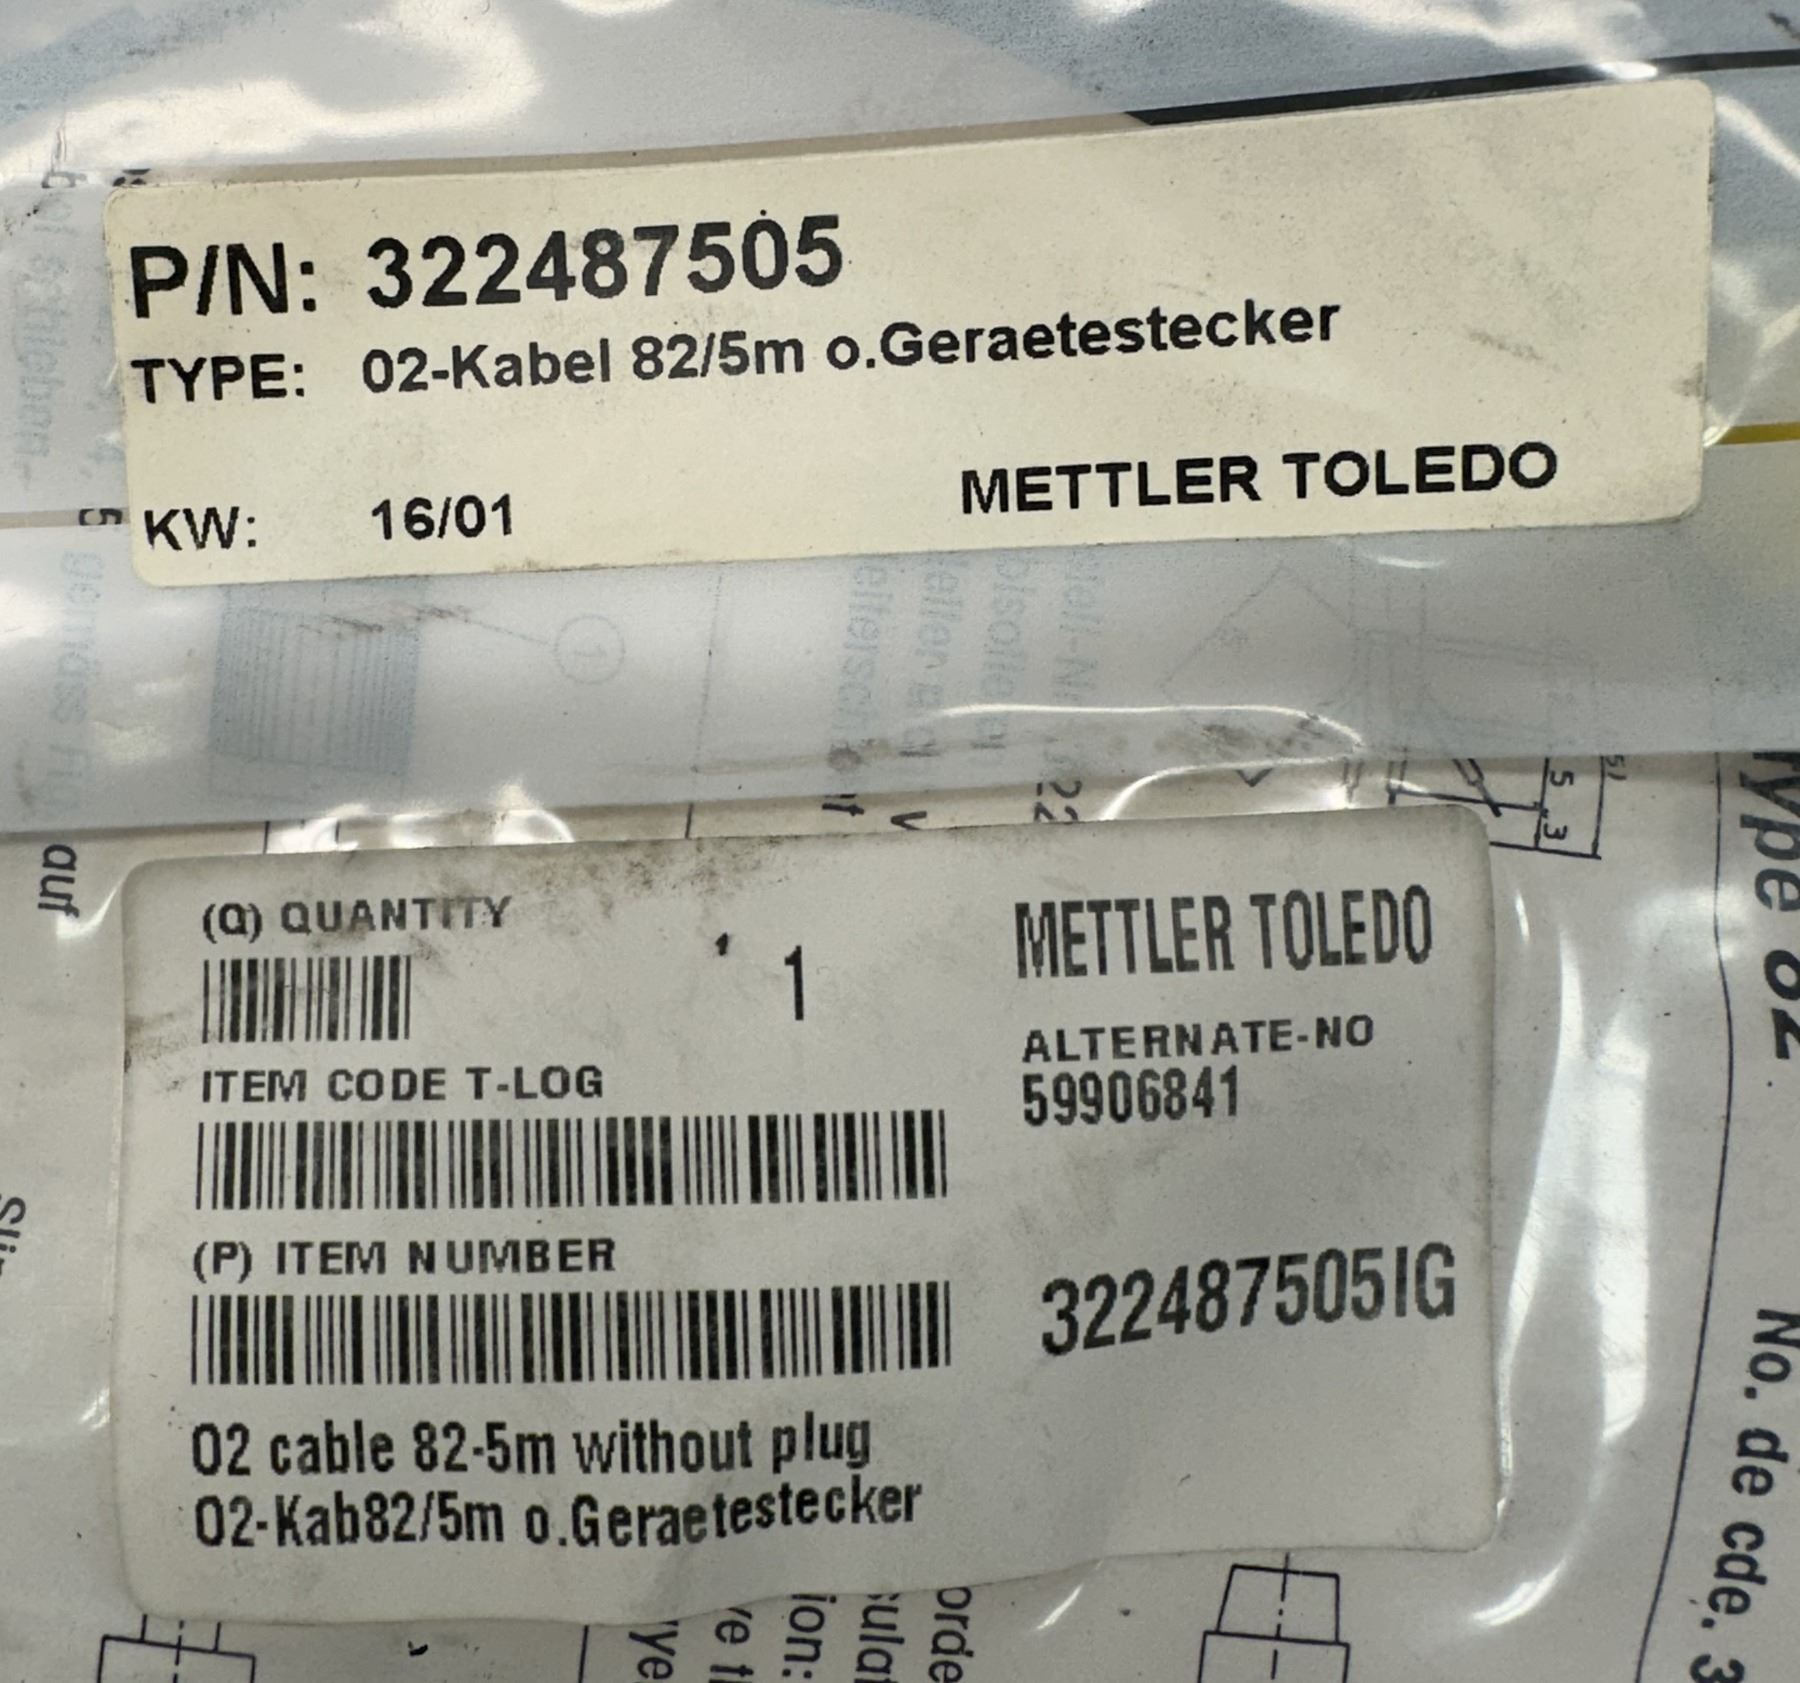 P/N: 322487505
TYPE: 02-Kabel 82/5m o.Geraetestecker
KW: 16/01 METTLER TOLEDO
(Q) QUANTITY
1
METTLER TOLEDO
ALTERNATE-NO
59906841
ITEM CODE T-LOG
(P) ITEM NUMBER
322487505IG
O2 cable 82-5m without plug
O2-Kab82/5m o.Geraetestecker
auf
Type 82
No. de cde. 3